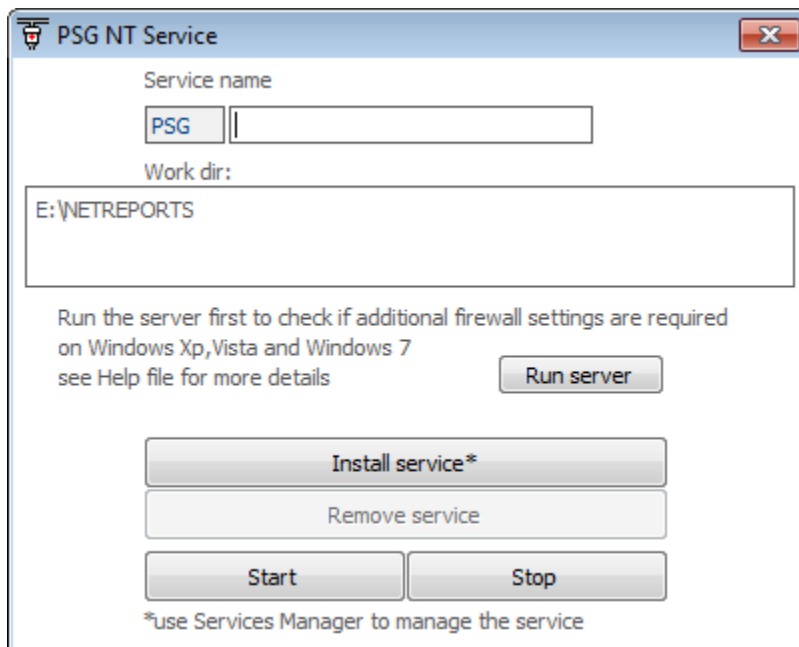 PSG NT Service
Service name
PSG
Work dir:
E:\NETREPORTS
Run the server first to check if additional firewall settings are required
on Windows Xp,Vista and Windows 7
see Help file for more details
Run server
Install service*
Remove service
Start Stop
*use Services Manager to manage the service